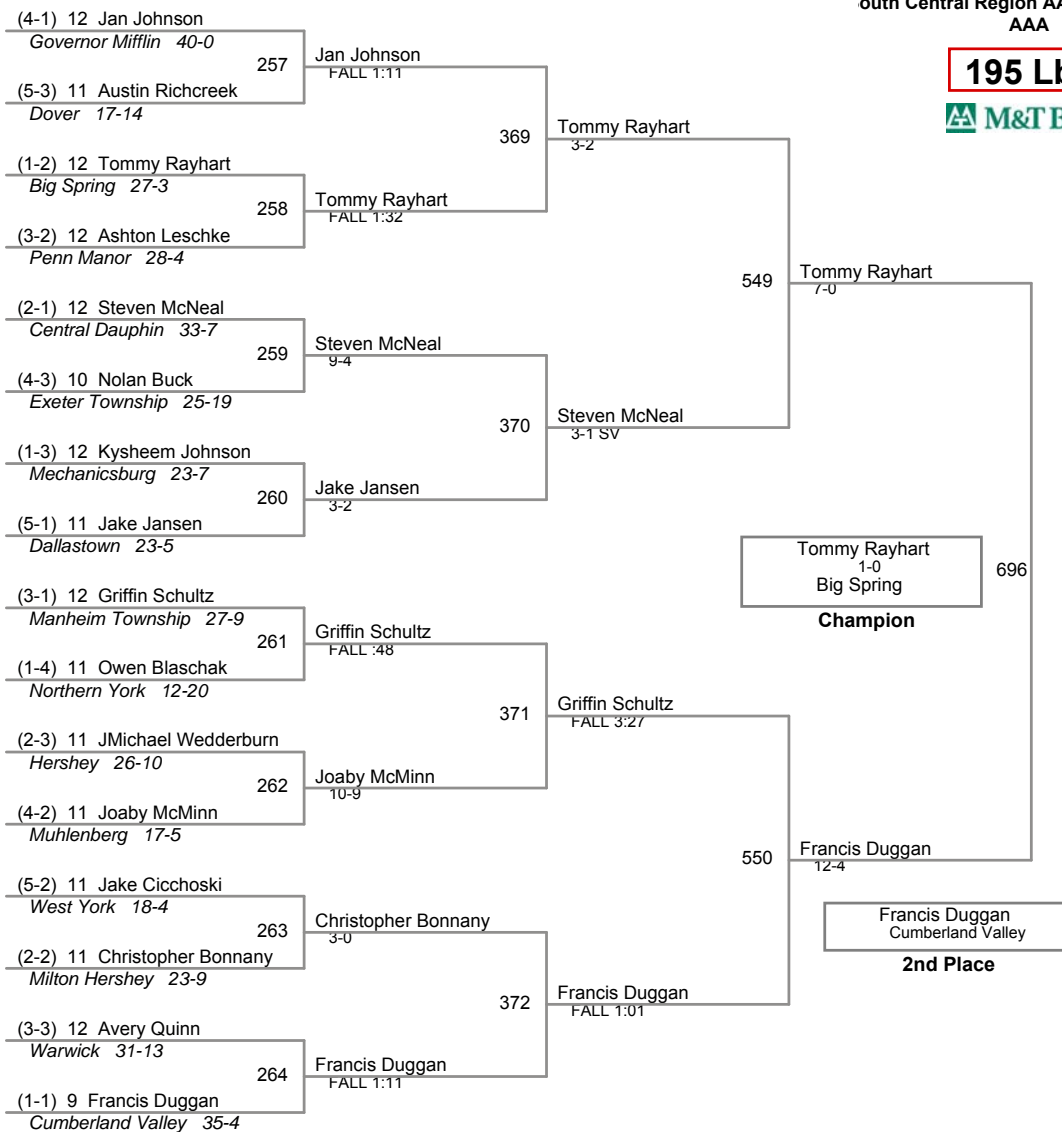 South Central Region AA
AAA
195 Lb
M&T B
(4-1) 12 Jan Johnson
Governor Mifflin 40-0
257
(5-3) 11 Austin Richcreek
Dover 17-14
Jan Johnson
FALL 1:11
(1-2) 12 Tommy Rayhart
Big Spring 27-3
258
(3-2) 12 Ashton Leschke
Penn Manor 28-4
Tommy Rayhart
FALL 1:32
369
Tommy Rayhart
3-2
(2-1) 12 Steven McNeal
Central Dauphin 33-7
259
(4-3) 10 Nolan Buck
Exeter Township 25-19
Steven McNeal
9-4
(1-3) 12 Kysheem Johnson
Mechanicsburg 23-7
260
(5-1) 11 Jake Jansen
Dallastown 23-5
Jake Jansen
3-2
370
Steven McNeal
3-1 SV
549
Tommy Rayhart
7-0
(3-1) 12 Griffin Schultz
Manheim Township 27-9
261
(1-4) 11 Owen Blaschak
Northern York 12-20
Griffin Schultz
FALL :48
(2-3) 11 JMichael Wedderburn
Hershey 26-10
262
(4-2) 11 Joaby McMinn
Muhlenberg 17-5
Joaby McMinn
10-9
371
Griffin Schultz
FALL 3:27
(5-2) 11 Jake Cicchoski
West York 18-4
263
(2-2) 11 Christopher Bonnany
Milton Hershey 23-9
Christopher Bonnany
3-0
(3-3) 12 Avery Quinn
Warwick 31-13
264
(1-1) 9 Francis Duggan
Cumberland Valley 35-4
Francis Duggan
FALL 1:11
372
Francis Duggan
FALL 1:01
550
Francis Duggan
12-4
696
Tommy Rayhart
1-0
Big Spring
Champion
Francis Duggan
Cumberland Valley
2nd Place